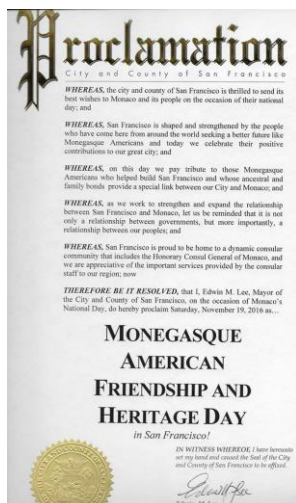 Proclamation
City and County of San Francisco
WHEREAS, the city and county of San Francisco is thrilled to send its
best wishes to Monaco and its people on the occasion of their national
day; and
WHEREAS, San Francisco is shaped and strengthened by the people
who have come here from around the world seeking a better future like
Monegasque Americans and today we celebrate their positive
contributions to our great city; and
WHEREAS, on this day we pay tribute to those Monegasque
Americans who helped build San Francisco and whose ancestral and
family bonds provide a special link between our City and Monaco; and
WHEREAS, as we work to strengthen and expand the relationship
between San Francisco and Monaco, let us be reminded that it is not
only a relationship between governments, but more importantly, a
relationship between our peoples; and
WHEREAS, San Francisco is proud to be home to a dynamic consular
community that includes the Honorary Consul General of Monaco, and
we are appreciative of the important services provided by the consular
staff to our region; now
THEREFORE BE IT RESOLVED, that I, Edwin M. Lee, Mayor of
the City and County of San Francisco, on the occasion of Monaco's
National Day, do hereby proclaim Saturday, November 19, 2016 as…
MONEGASQUE
AMERICAN
FRIENDSHIP AND
HERITAGE DAY
in San Francisco!
IN WITNESS WHEREOF, I have hereunto
set my hand and caused the Seal of the City
and County of San Francisco to be affixed.